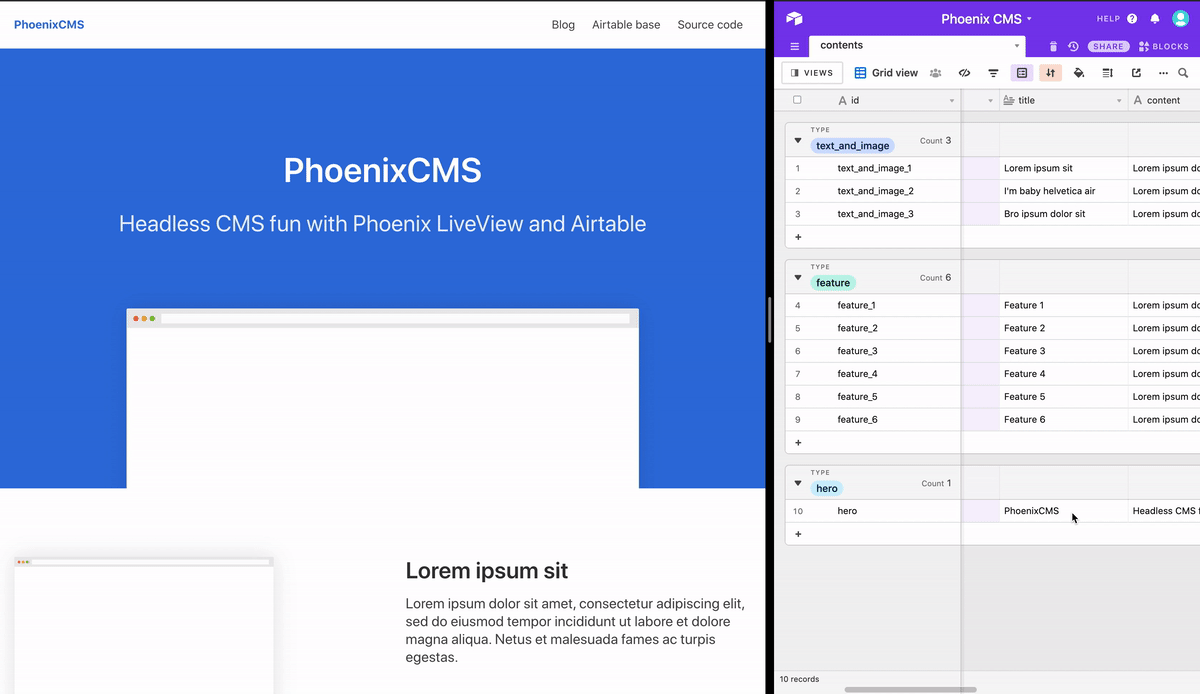 PhoenixCMS
Blog Airtable base Source code
PhoenixCMS
Headless CMS fun with Phoenix LiveView and Airtable
Lorem ipsum sit
Lorem ipsum dolor sit amet, consectetur adipiscing elit,
sed do eiusmod tempor incididunt ut labore et dolore
magna aliqua. Netus et malesuada fames ac turpis
egestas.
Phoenix CMS
HELP ?
contents
SHARE BLOCKS
VIEWS Grid view
A id title A content
TYPE
text_and_image Count 3
1 text_and_image_1 Lorem ipsum sit Lorem ipsum do
2 text_and_image_2 I'm baby helvetica air Lorem ipsum do
3 text_and_image_3 Bro ipsum dolor sit Lorem ipsum do
+
TYPE
feature Count 6
4 feature_1 Feature 1 Lorem ipsum do
5 feature_2 Feature 2 Lorem ipsum do
6 feature_3 Feature 3 Lorem ipsum do
7 feature_4 Feature 4 Lorem ipsum do
8 feature_5 Feature 5 Lorem ipsum do
9 feature_6 Feature 6 Lorem ipsum do
+
TYPE
hero Count 1
10 hero PhoenixCMS Headless CMS f
+
10 records